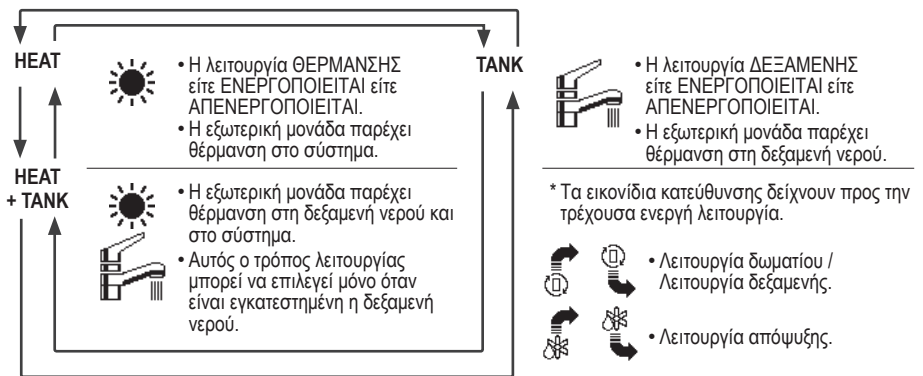 HEAT
• Η λειτουργία ΘΕΡΜΑΝΣΗΣ
είτε ΕΝΕΡΓΟΠΟΙΕΙΤΑΙ είτε
ΑΠΕΝΕΡΓΟΠΟΙΕΙΤΑΙ.
• Η εξωτερική μονάδα παρέχει
θέρμανση στο σύστημα.
HEAT
+ TANK
• Η εξωτερική μονάδα παρέχει
θέρμανση στη δεξαμενή νερού και
στο σύστημα.
• Αυτός ο τρόπος λειτουργίας
μπορεί να επιλεγεί μόνο όταν
είναι εγκατεστημένη η δεξαμενή
νερού.
TANK
• Η λειτουργία ΔΕΞΑΜΕΝΗΣ
είτε ΕΝΕΡΓΟΠΟΙΕΙΤΑΙ είτε
ΑΠΕΝΕΡΓΟΠΟΙΕΙΤΑΙ.
• Η εξωτερική μονάδα παρέχει
θέρμανση στη δεξαμενή νερού.
* Τα εικονίδια κατεύθυνσης δείχνουν προς την
τρέχουσα ενεργή λειτουργία.
• Λειτουργία δωματίου /
Λειτουργία δεξαμενής.
• Λειτουργία απόψυξης.